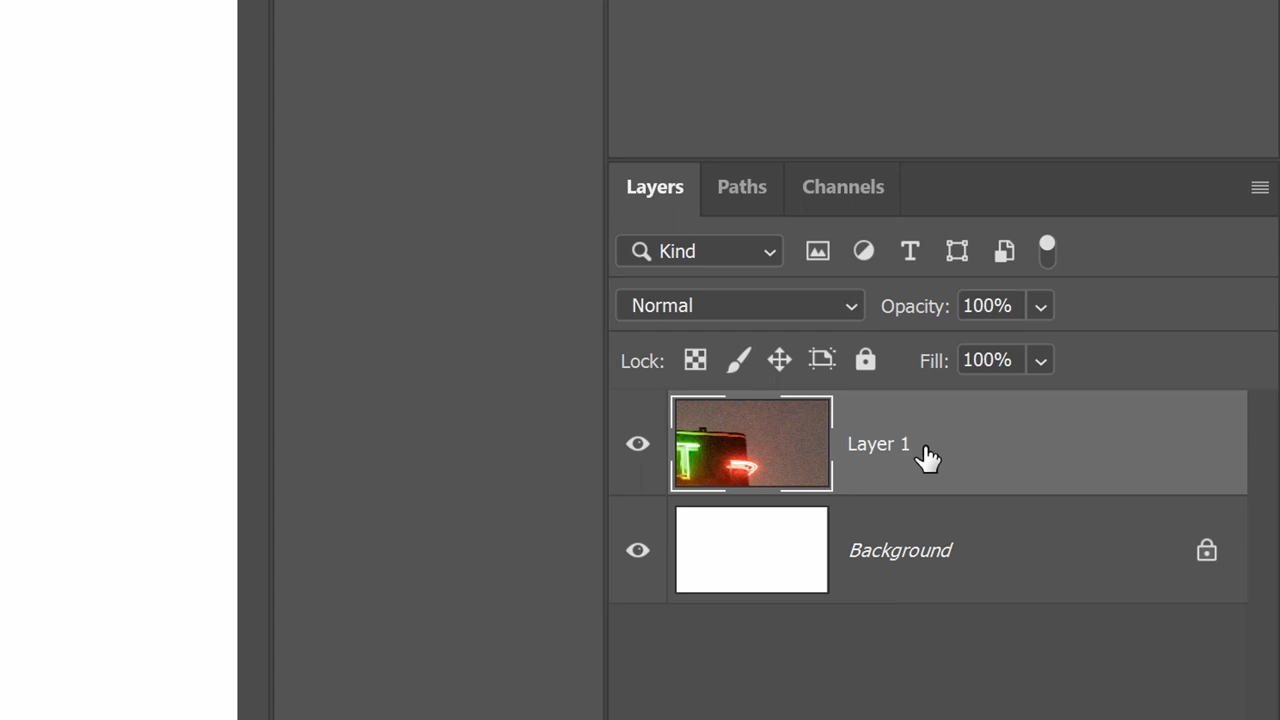 Layers Paths Channels
Kind
Normal Opacity: 100%
Lock: Fill: 100%
Layer 1
Background